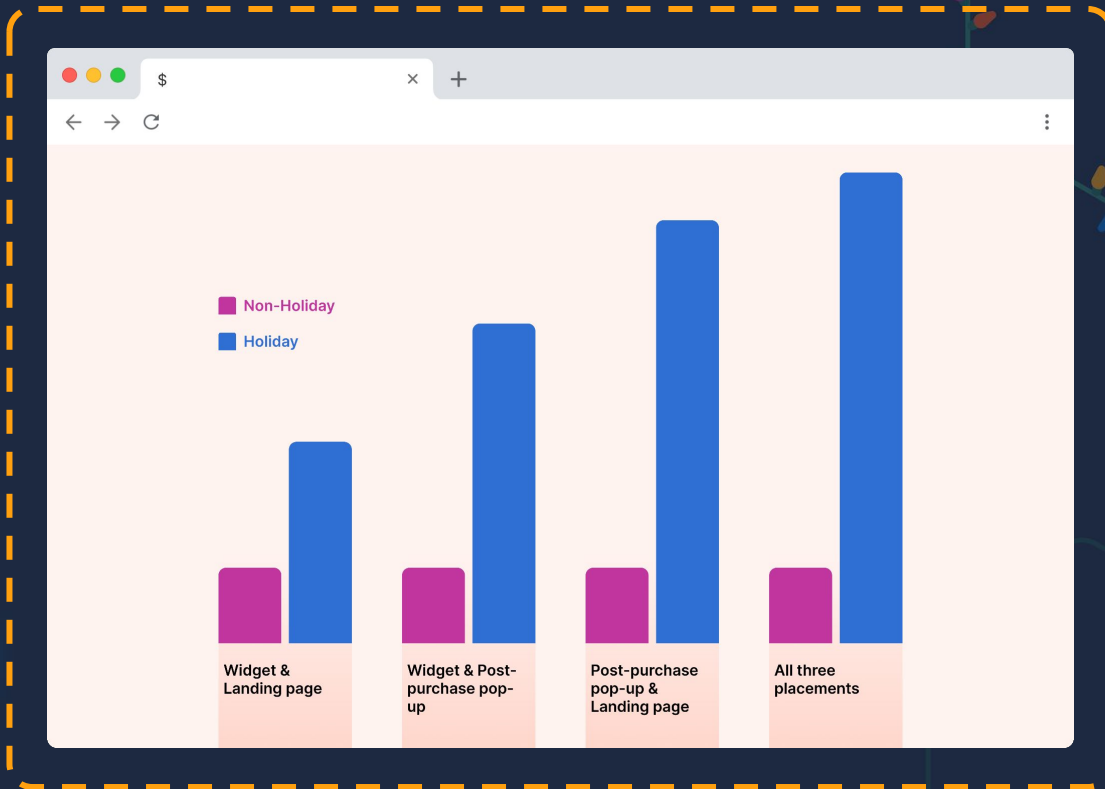 $
Non-Holiday
Holiday
Widget &
Landing page
Widget & Post-
purchase pop-
up
Post-purchase
pop-up &
Landing page
All three
placements